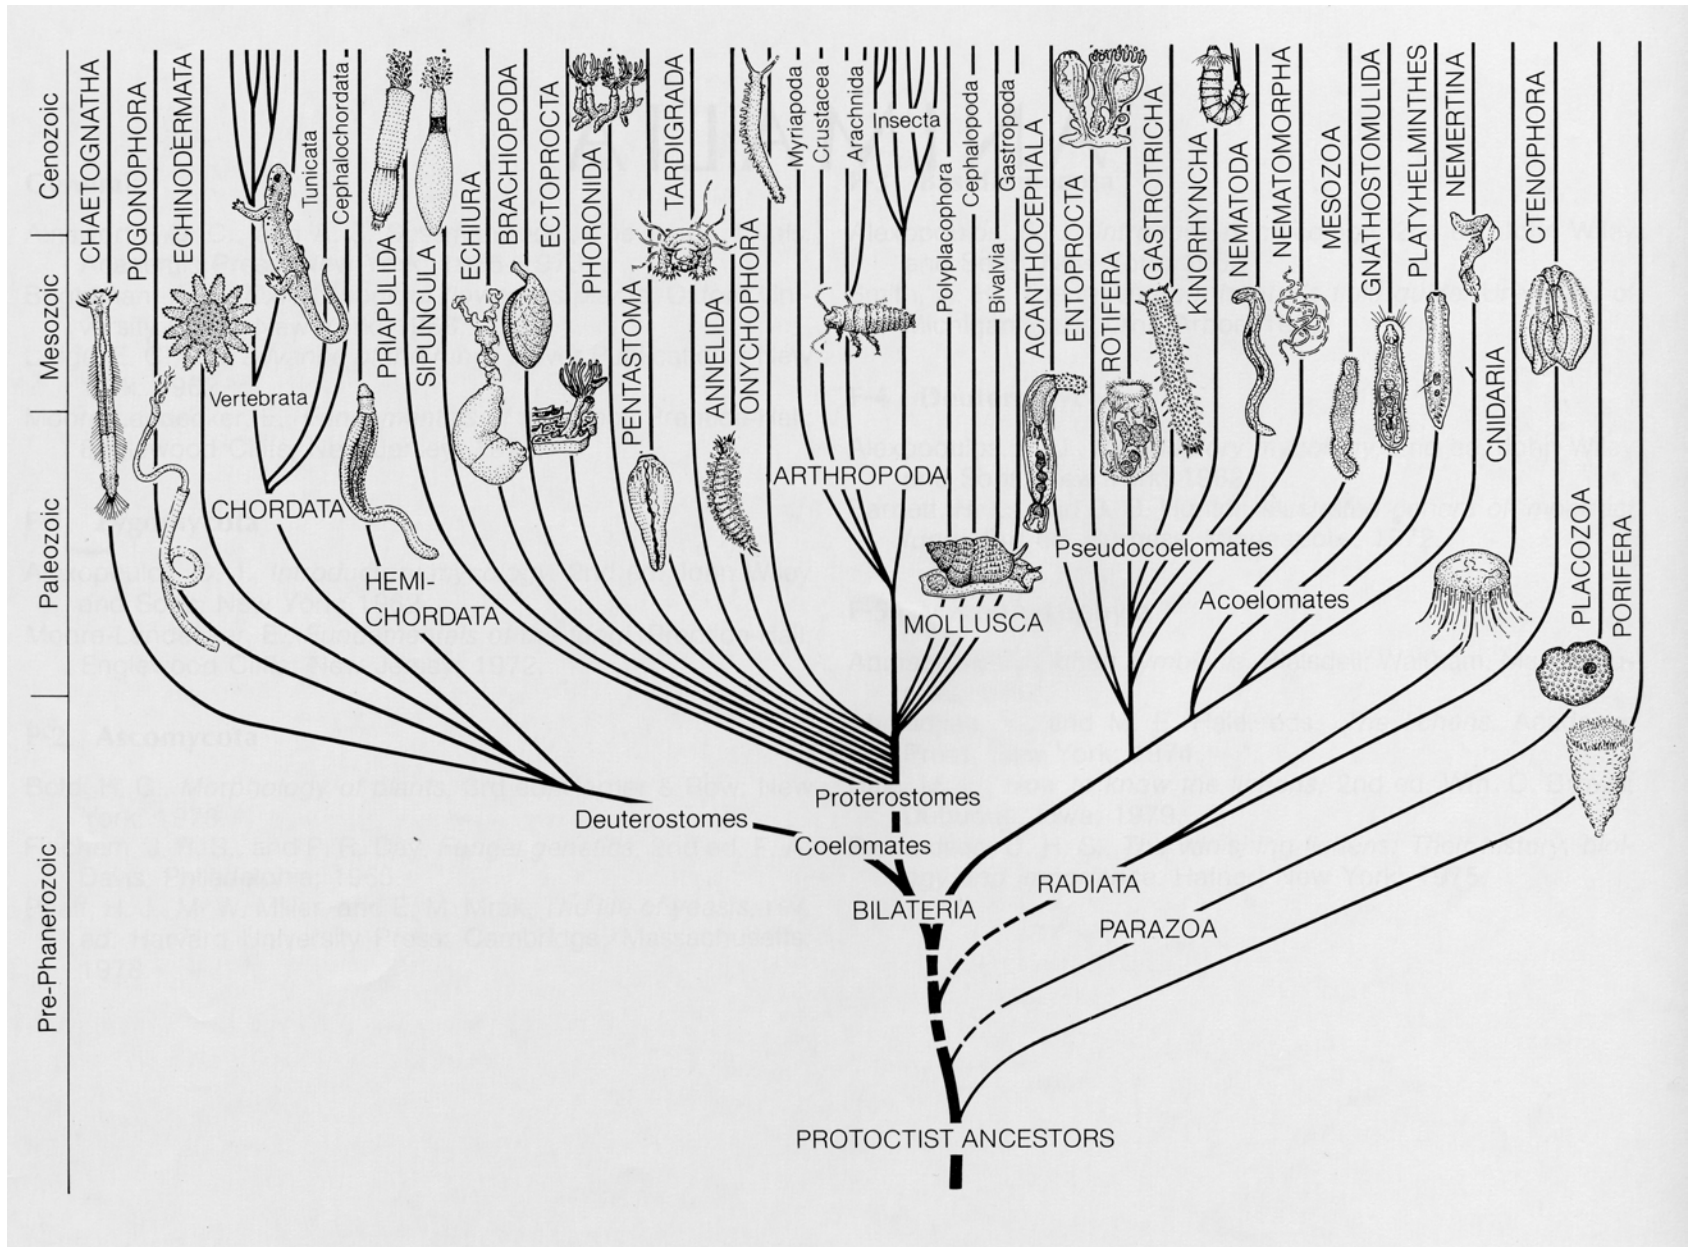 Cenozoic
Mesozoic
Paleozoic
Pre-Phanerozoic
CHAETOGNATHA
POGONOPHORA
ECHINODERMATA
Vertebrata
Tunicata
Cephalochordata
CHORDATA
HEMI-
CHORDATA
PRIAPULIDA
SIPUNCULA
ECHIURA
BRACHOPODA
ECTOPROCTA
PHORONIDA
PENTASTOMA
TARDIGRADA
ANNELIDA
ONYCHOPHORA
Myriapoda
Crustacea
Arachnida
Insecta
ARTHROPODA
Polyplacophora
Cephalopoda
Bivalvia
Gastropoda
MOLLUSCA
ACANTHOCEPHALA
ENTOPROCTA
ROTIFERA
GASTROTRICHA
KINORHYNCHA
NEMATODA
NEMATOMORPHA
Pseudocoelomates
MESOZOA
GNATHOSTOMULIDA
PLATYHELMINTHES
NEMERTINA
Acoelomates
CNIDARIA
CTENOPHORA
PLACOZOA
PORIFERA
Proterostomes
Deuterostomes
Coelomates
RADIATA
BILATERIA
PARAZOA
PROTOCTIST ANCESTORS